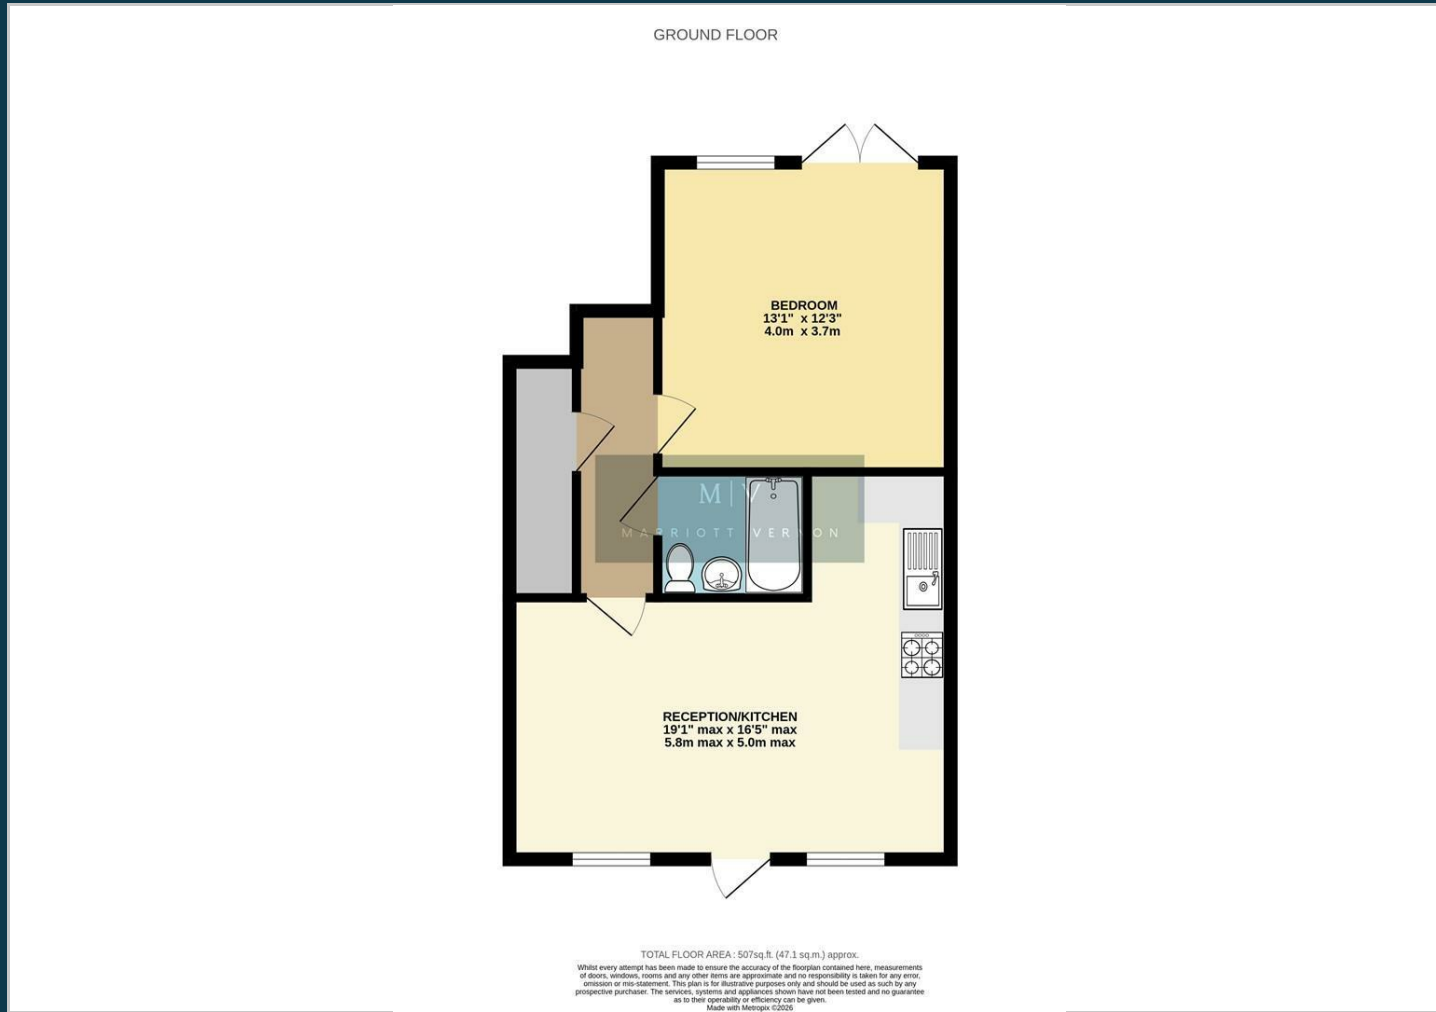 GROUND FLOOR
BEDROOM
13'1" x 12'3"
4.0m x 3.7m
M | V
MARRIOTT VERNON
RECEPTION/KITCHEN
19'1" max x 16'5" max
5.8m max x 5.0m max
TOTAL FLOOR AREA : 507sq.ft. (47.1 sq.m.) approx.
Whilst every attempt has been made to ensure the accuracy of the floorplan contained here, measurements
of doors, windows, rooms and any other items are approximate and no responsibility is taken for any error,
omission or mis-statement. This plan is for illustrative purposes only and should be used as such by any
prospective purchaser. The services, systems and appliances shown have not been tested and no guarantee
as to their operability or efficiency can be given.
Made with Metropix ©2026